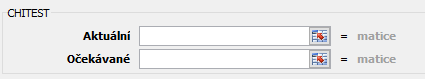 CHITEST
Aktuální = matice
Očekávané = matice